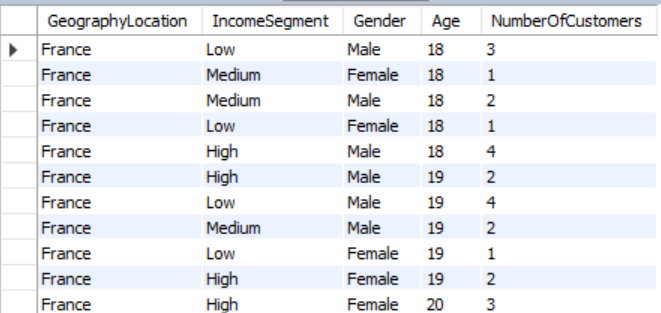 GeographyLocation IncomeSegment Gender Age NumberOfCustomers
France Low Male 18 3
France Medium Female 18 1
France Medium Male 18 2
France Low Female 18 1
France High Male 18 4
France High Male 19 2
France Low Male 19 4
France Medium Male 19 2
France Low Female 19 1
France High Female 19 2
France High Female 20 3